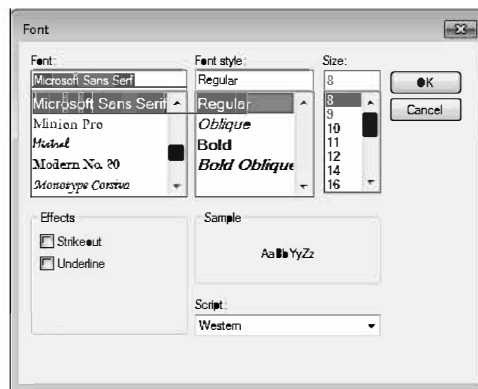 Font
Font: Font style: Size:
Microsoft Sans Serif Regular 8 OK
Microsoft Sans Serif Regular 8 Cancel
Minion Pro Oblique 9
Mistral Bold 10
Modern No. 20 Bold Oblique 11
Monotype Corsiva 12
14
16
Effects Sample
Strikeout AaBbYyZz
Underline
Script:
Western